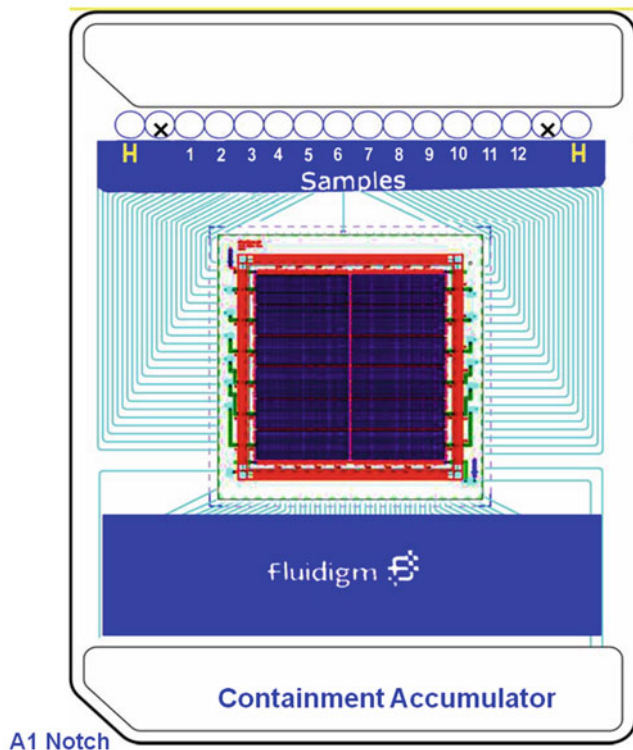 H 1 2 3 4 5 6 7 8 9 10 11 12 H
Samples
fluidigm
Containment Accumulator
A1 Notch